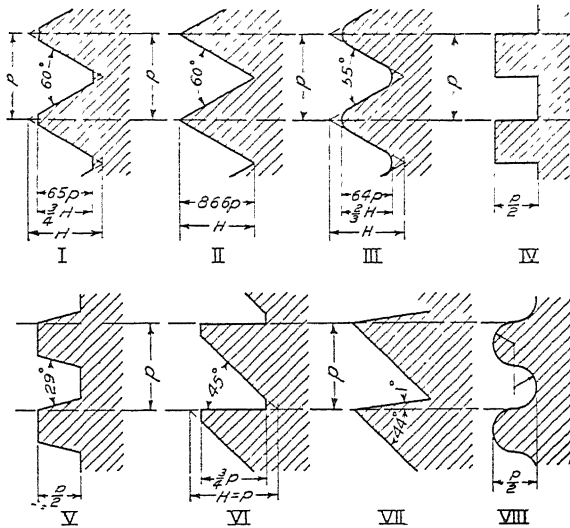 P 60° P 60° P 55° P
65p 866p 64p p/2
3/4 H H 2/3 H
H H
I II III IV
29° P 45° P 1° 44°
p/2 3/4 p p/2
H=p
V VI VII VIII